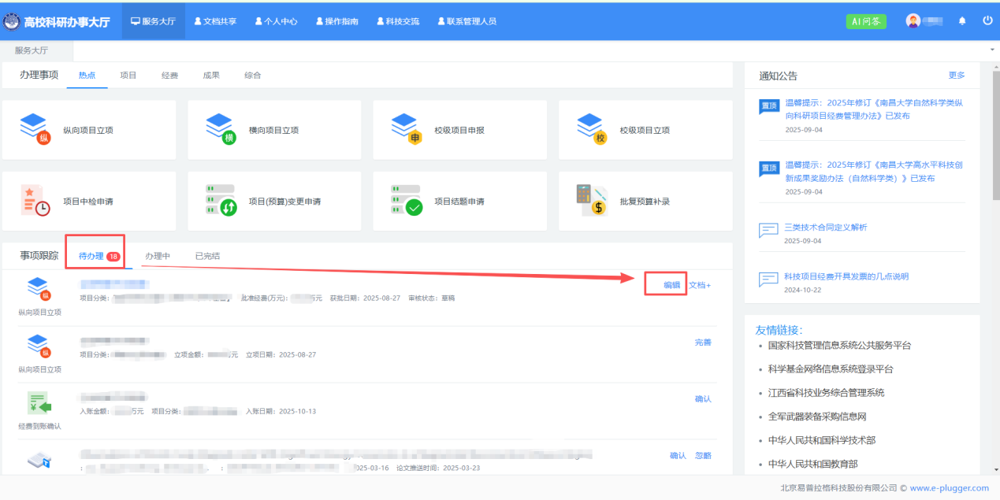 高校科研办事大厅
服务大厅
文档共享
个人中心
操作指南
科技交流
联系管理人员
AI问答
服务大厅
办理事项
热点
项目
经费
成果
综合
纵
纵向项目立项
横
横向项目立项
申
校级项目申报
校
校级项目立项
项目中检申请
项目(预算)变更申请
项目结题申请
$
批复预算补录
事项跟踪
待办理 18
办理中
已完结
纵
纵向项目立项
项目分类:
批准经费(万元):
万元
获批日期: 2025-08-27
审核状态: 草稿
编辑
文档+
纵
纵向项目立项
项目分类:
立项金额:
元
立项日期: 2025-08-27
完善
¥
经费到账确认
入账金额:
万元
项目分类:
入账日期: 2025-10-13
确认
025-03-16
论文推送时间: 2025-03-23
确认
忽略
通知公告
更多
置顶
温馨提示：2025年修订《南昌大学自然科学类纵
向科研项目经费管理办法》已发布
2025-09-04
置顶
温馨提示：2025年修订《南昌大学高水平科技创
新成果奖励办法（自然科学类）》已发布
2025-09-04
三类技术合同定义解析
2025-09-04
科技项目经费开具发票的几点说明
2024-10-22
友情链接:
国家科技管理信息系统公共服务平台
科学基金网络信息系统登录平台
江西省科技业务综合管理系统
全军武器装备采购信息网
中华人民共和国科学技术部
中华人民共和国教育部
北京易普拉格科技股份有限公司 © www.e-plugger.com